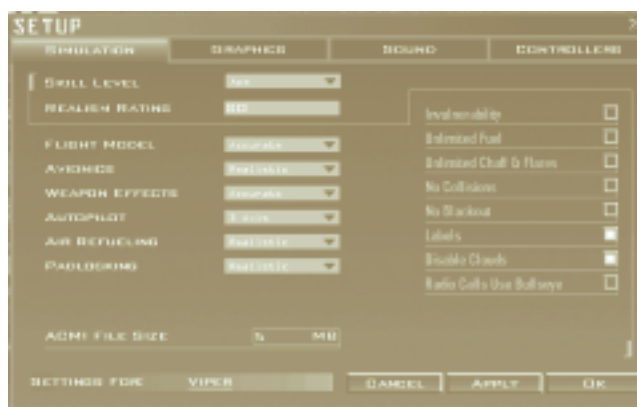 SETUP
SIMULATION GRAPHICS SOUND CONTROLLERS
SKILL LEVEL Ace
REALISM RATING
FLIGHT MODEL Accurate
AVIONICS Realistic
WEAPON EFFECTS Accurate
AUTOPILOT
AIR REFUELING Realistic
PADLOCKING Realistic
ACMI FILE SIZE 5 MB
Invulnerability
Unlimited Fuel
Unlimited Chaff & Flares
No Collisions
No Blackout
Labels
Disable Clouds
Radio Calls Use Bullseye
SETTINGS FOR: VIPER
CANCEL APPLY OK